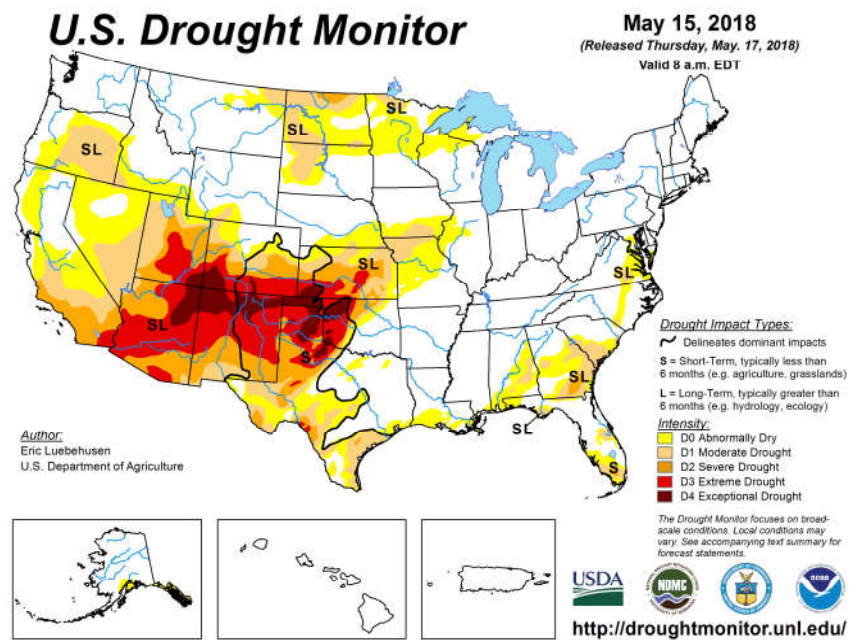 U.S. Drought Monitor
May 15, 2018
(Released Thursday, May. 17, 2018)
Valid 8 a.m. EDT
SL
SL
SL
SL
SL
SL
S
SL
SL
S
Drought Impact Types:
Delineates dominant impacts
S = Short-Term, typically less than
6 months (e.g. agriculture, grasslands)
L = Long-Term, typically greater than
6 months (e.g. hydrology, ecology)
Intensity:
D0 Abnormally Dry
D1 Moderate Drought
D2 Severe Drought
D3 Extreme Drought
D4 Exceptional Drought
Author:
Eric Luebehusen
U.S. Department of Agriculture
The Drought Monitor focuses on broad-
scale conditions. Local conditions may
vary. See accompanying text summary for
forecast statements.
USDA
NDMC
NOAA
http://droughtmonitor.unl.edu/